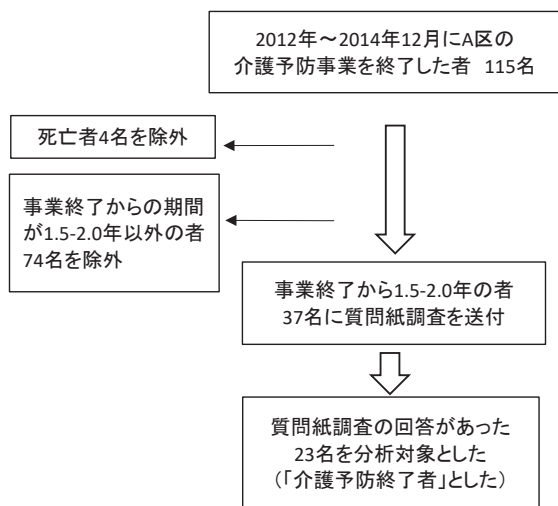 2012年～2014年12月にA区の
介護予防事業を終了した者 115名
死亡者4名を除外
事業終了からの期間
が1.5-2.0年以外の者
74名を除外
事業終了から1.5-2.0年の者
37名に質問紙調査を送付
質問紙調査の回答があった
23名を分析対象とした
（「介護予防終了者」とした）